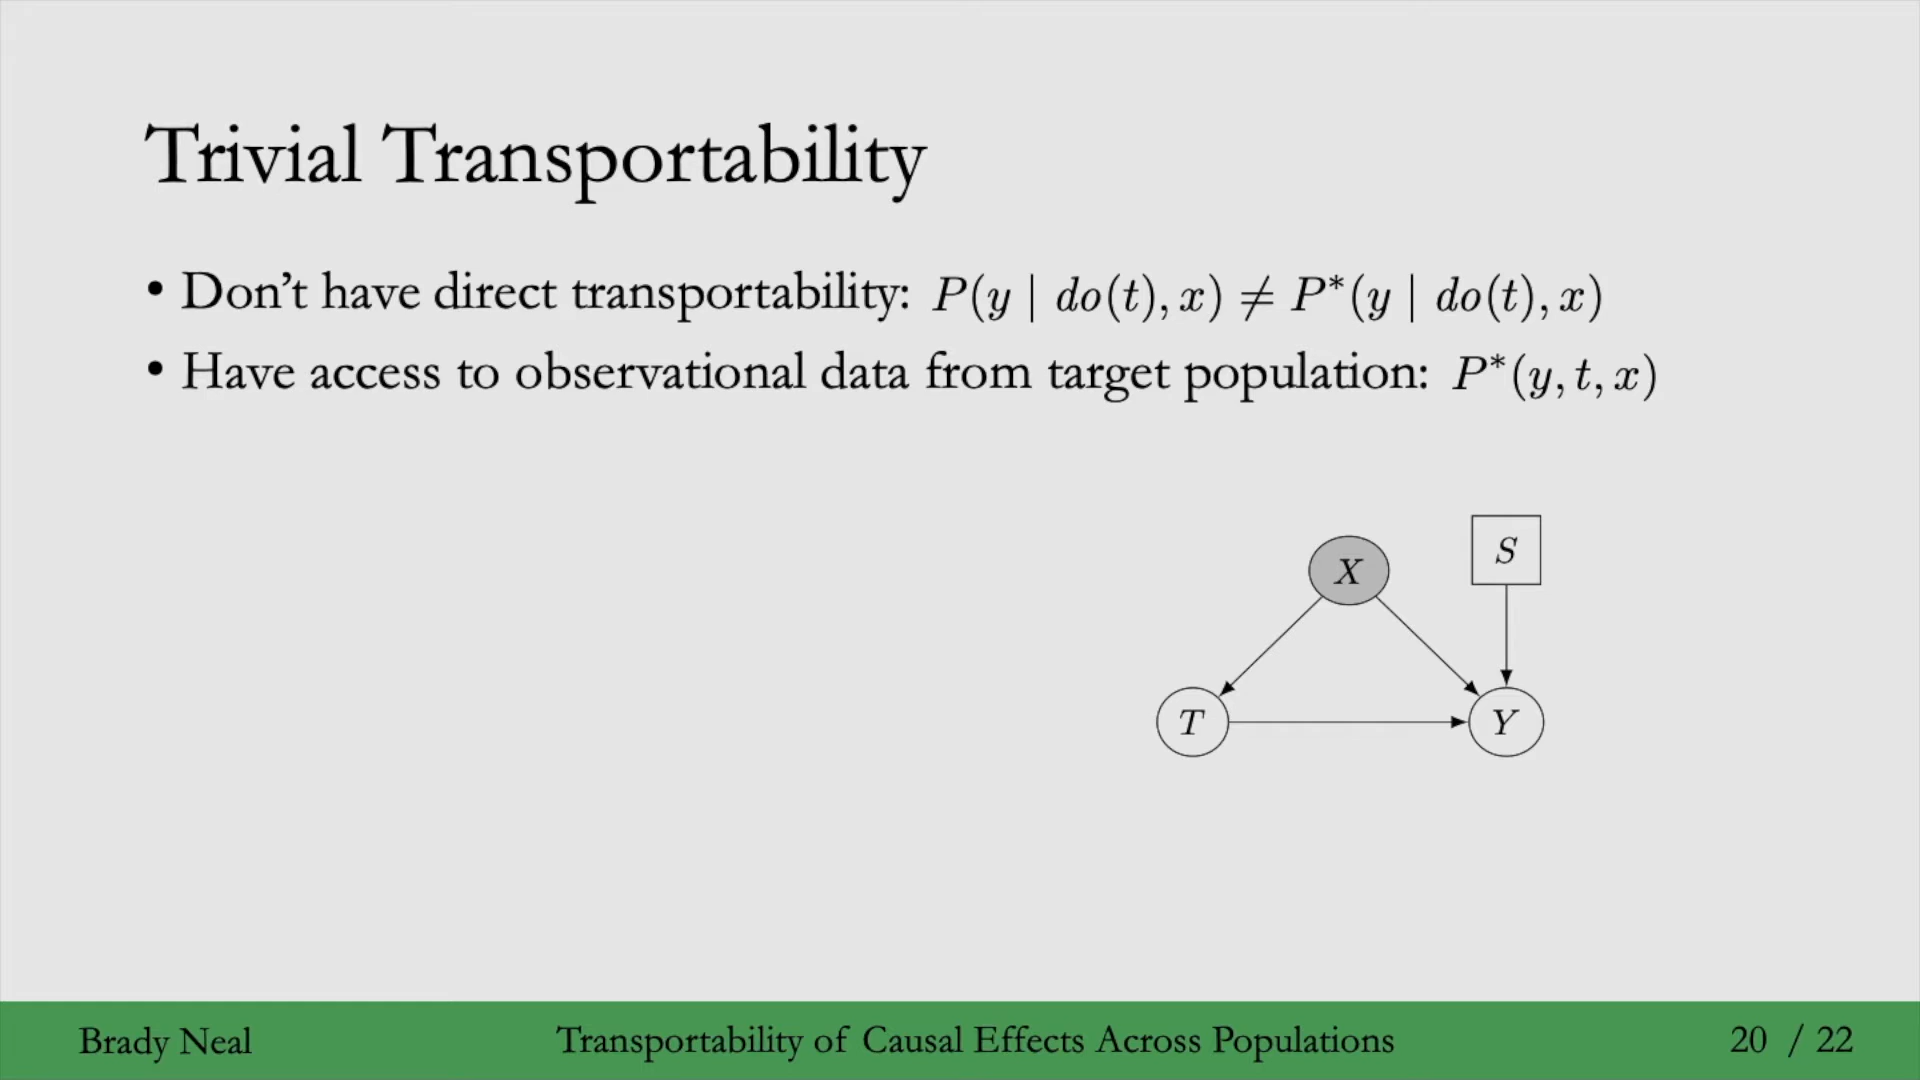 Trivial Transportability
• Don’t have direct transportability: P(y | do(t), x) ≠ P*(y | do(t), x)
• Have access to observational data from target population: P*(y, t, x)
S
X
T
Y
Brady Neal
Transportability of Causal Effects Across Populations
20 / 22